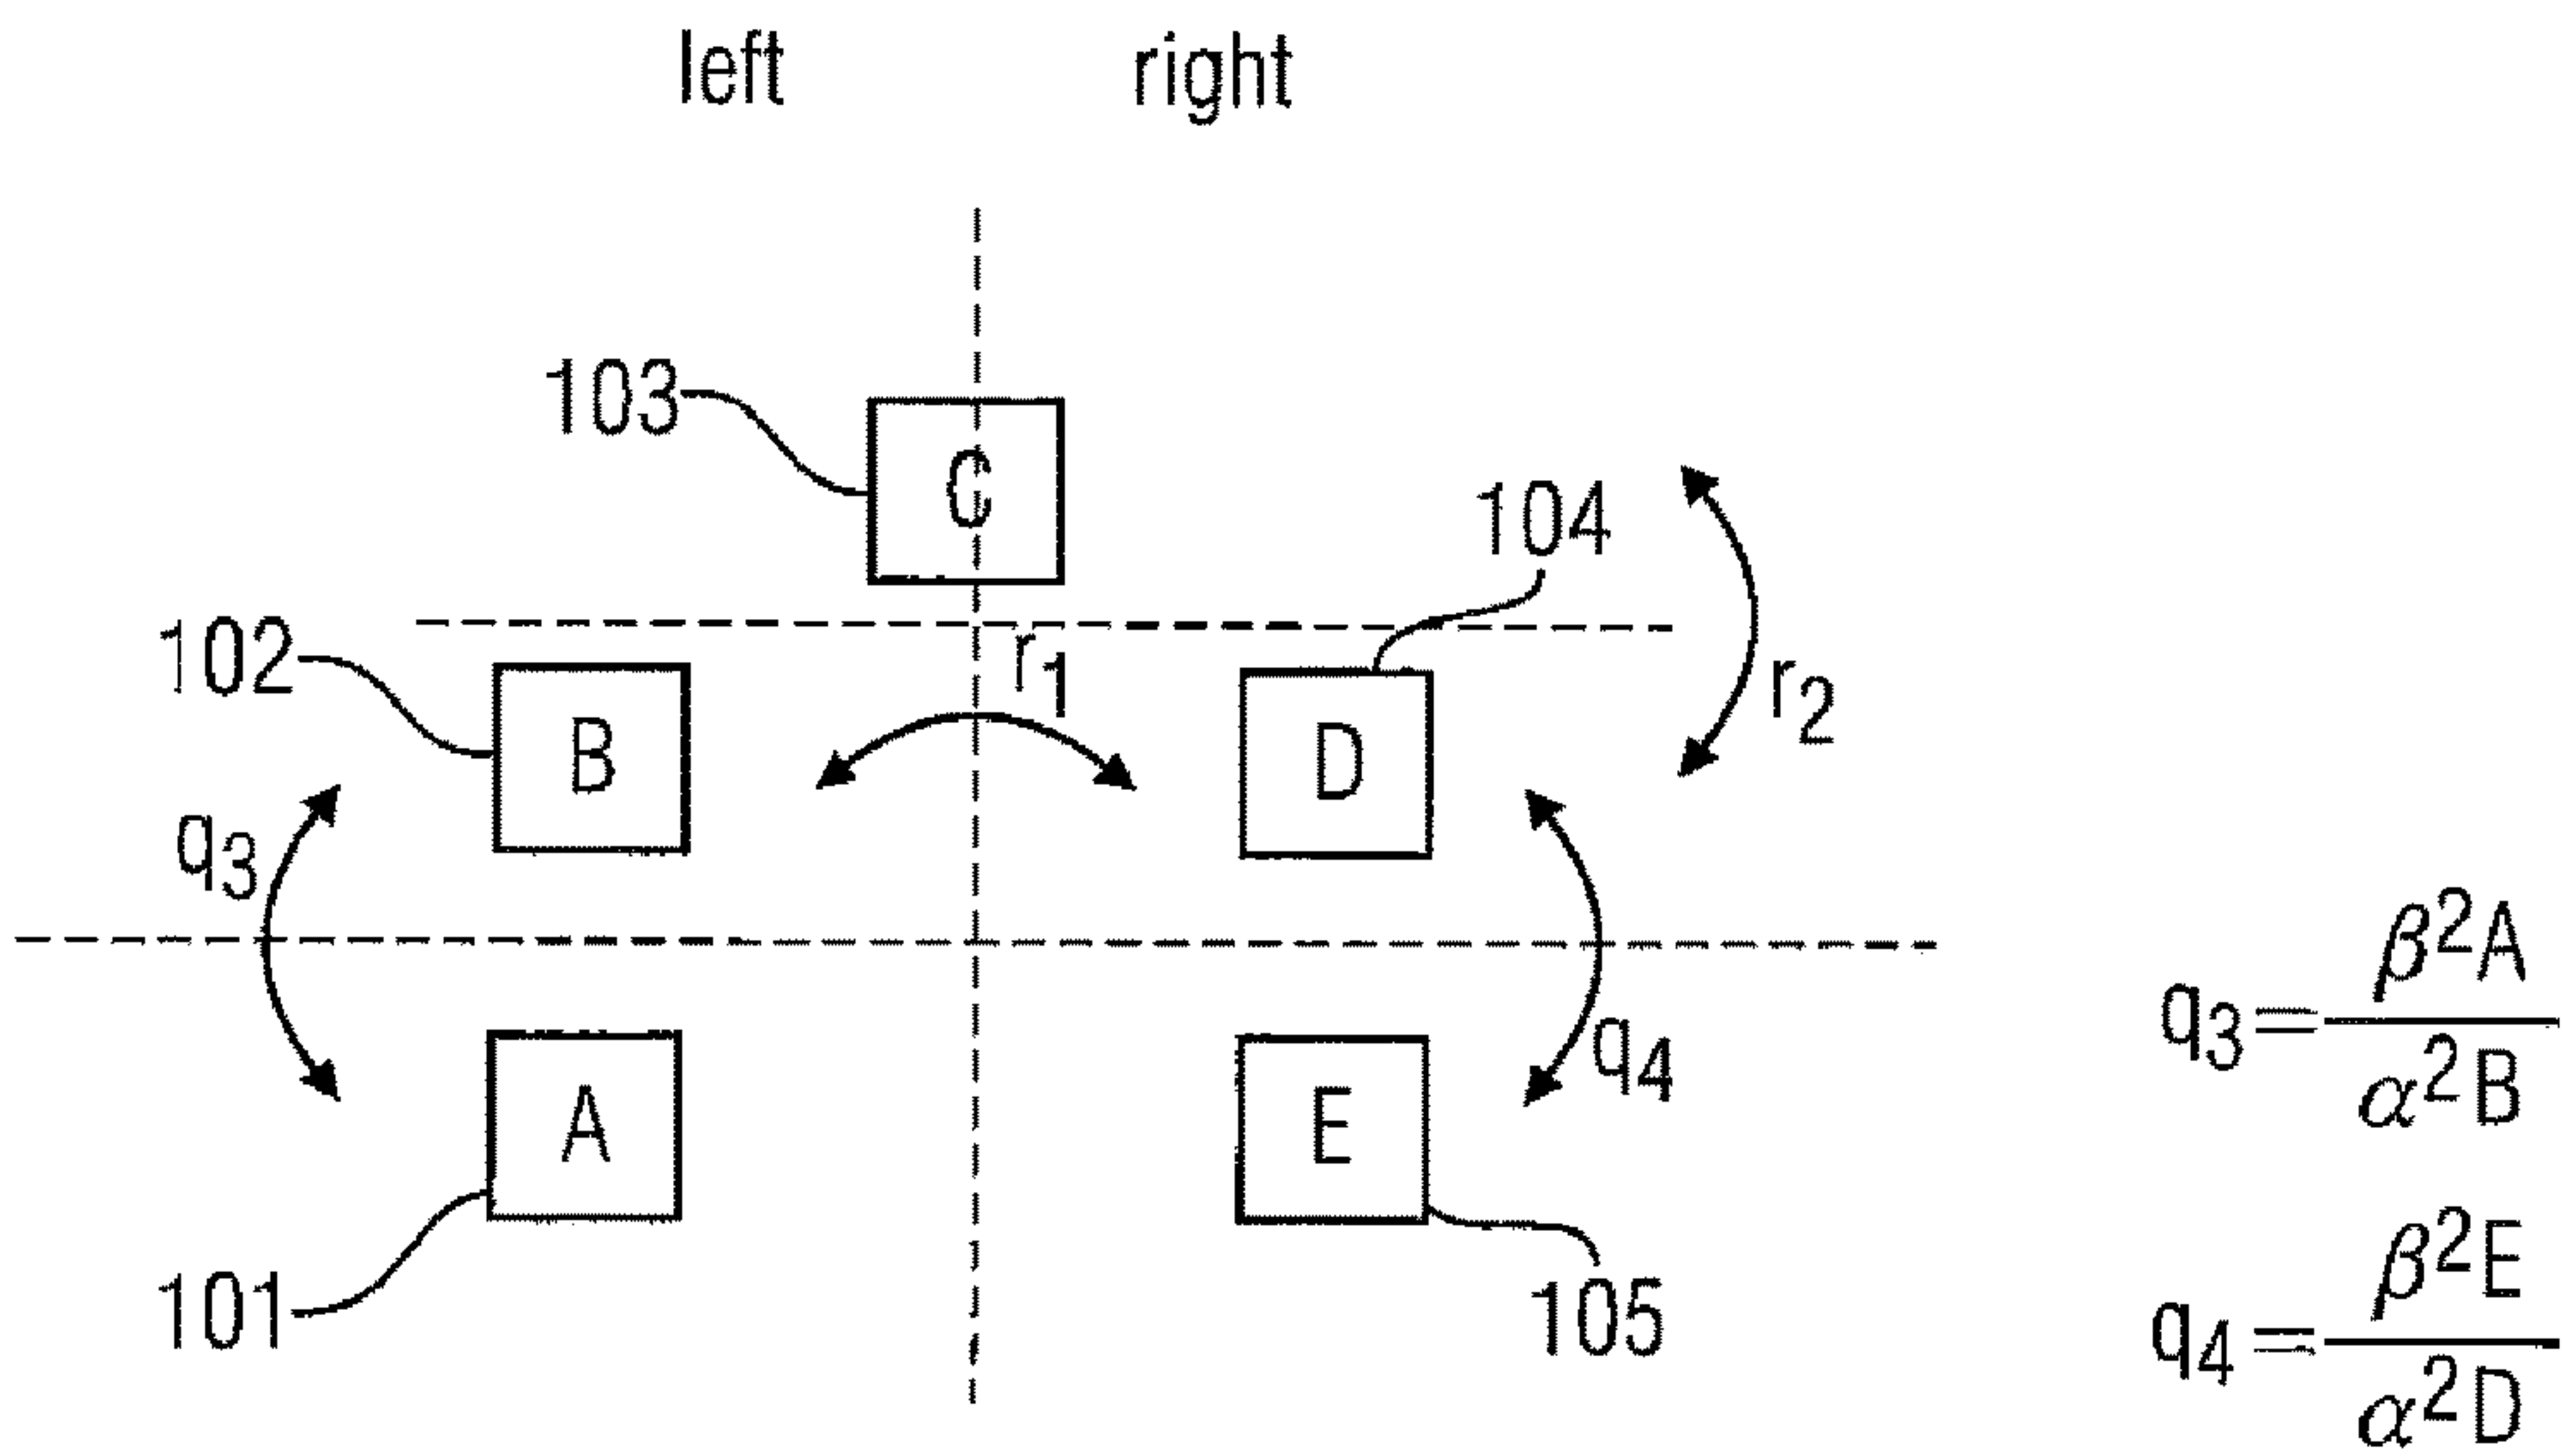 left right
103
C
104
102
r1
r2
B
D
q3
q3=β²A/α²B
A
E
q4
101
105
q4=β²E/α²D